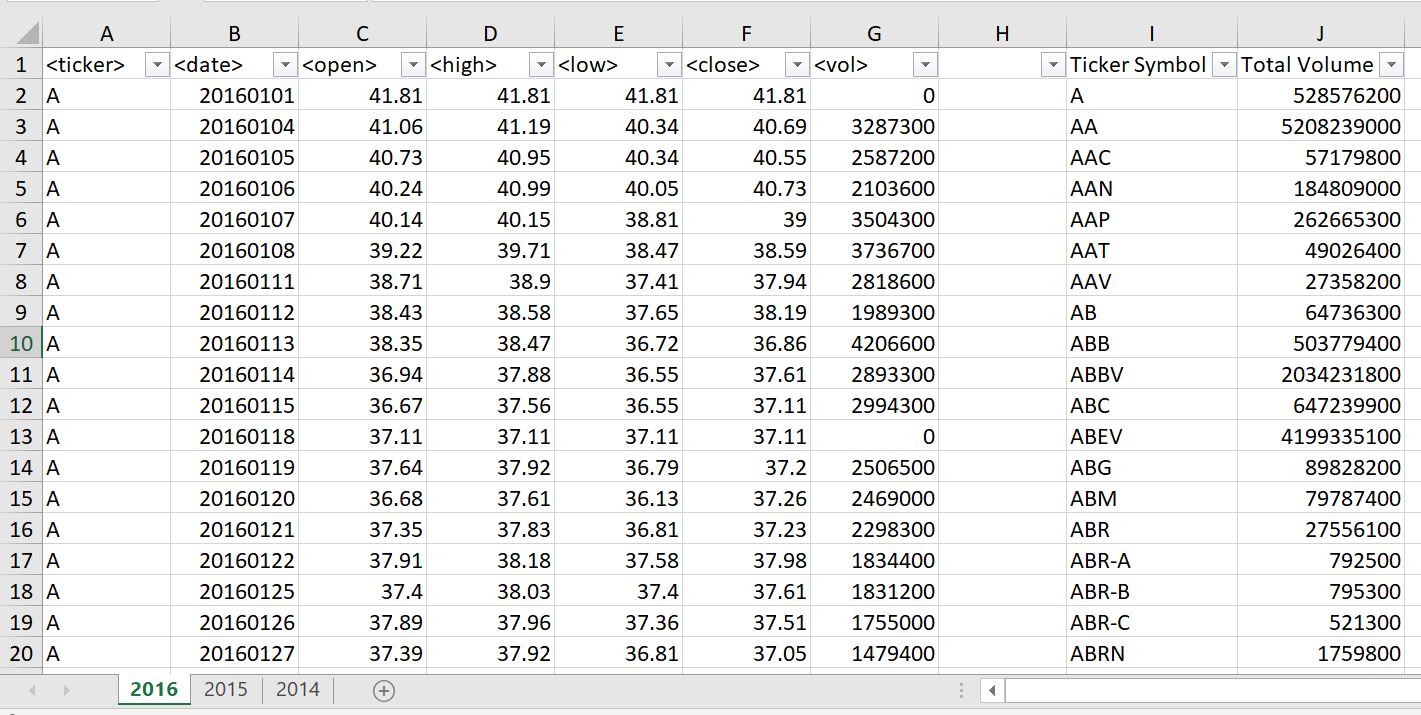 A B C D E F G H I J
1 <ticker> <date> <open> <high> <low> <close> <vol> Ticker Symbol Total Volume
2 A 20160101 41.81 41.81 41.81 41.81 0 A 528576200
3 A 20160104 41.06 41.19 40.34 40.69 3287300 AA 5208239000
4 A 20160105 40.73 40.95 40.34 40.55 2587200 AAC 57179800
5 A 20160106 40.24 40.99 40.05 40.73 2103600 AAN 184809000
6 A 20160107 40.14 40.15 38.81 39 3504300 AAP 262665300
7 A 20160108 39.22 39.71 38.47 38.59 3736700 AAT 49026400
8 A 20160111 38.71 38.9 37.41 37.94 2818600 AAV 27358200
9 A 20160112 38.43 38.58 37.65 38.19 1989300 AB 64736300
10 A 20160113 38.35 38.47 36.72 36.86 4206600 ABB 503779400
11 A 20160114 36.94 37.88 36.55 37.61 2893300 ABBV 2034231800
12 A 20160115 36.67 37.56 36.55 37.11 2994300 ABC 647239900
13 A 20160118 37.11 37.11 37.11 37.11 0 ABEV 4199335100
14 A 20160119 37.64 37.92 36.79 37.2 2506500 ABG 89828200
15 A 20160120 36.68 37.61 36.13 37.26 2469000 ABM 79787400
16 A 20160121 37.35 37.83 36.81 37.23 2298300 ABR 27556100
17 A 20160122 37.91 38.18 37.58 37.98 1834400 ABR-A 792500
18 A 20160125 37.4 38.03 37.4 37.61 1831200 ABR-B 795300
19 A 20160126 37.89 37.96 37.36 37.51 1755000 ABR-C 521300
20 A 20160127 37.39 37.92 36.81 37.05 1479400 ABRN 1759800
2016 2015 2014